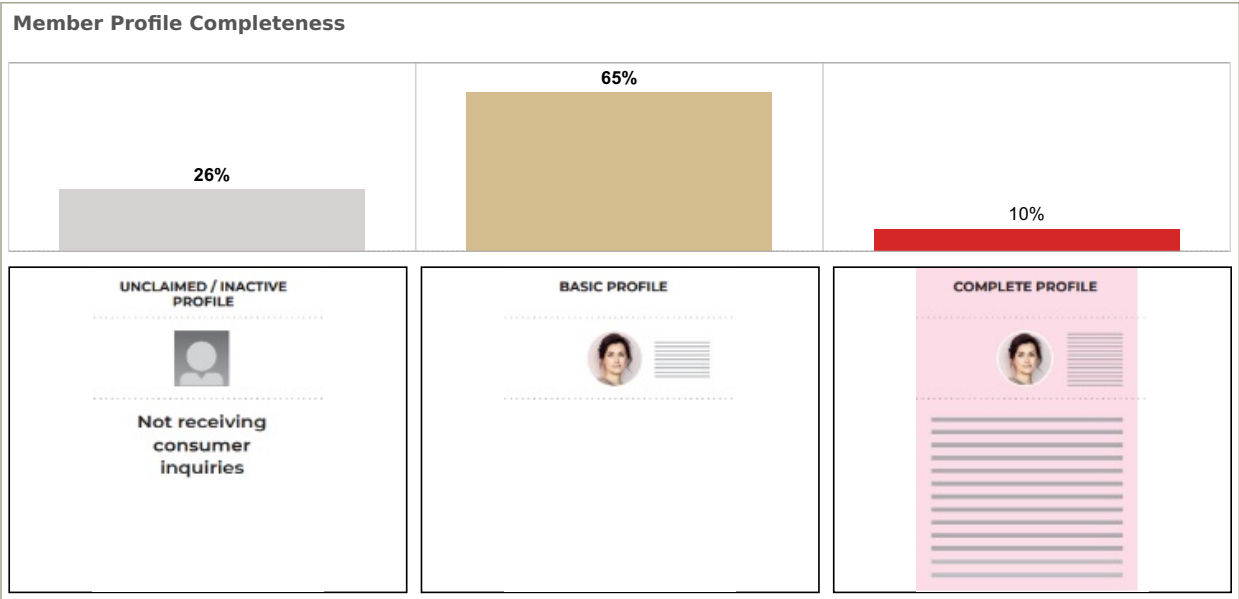 Member Profile Completeness
65%
26%
10%
UNCLAIMED / INACTIVE
PROFILE
Not receiving
consumer
inquiries
BASIC PROFILE
COMPLETE PROFILE